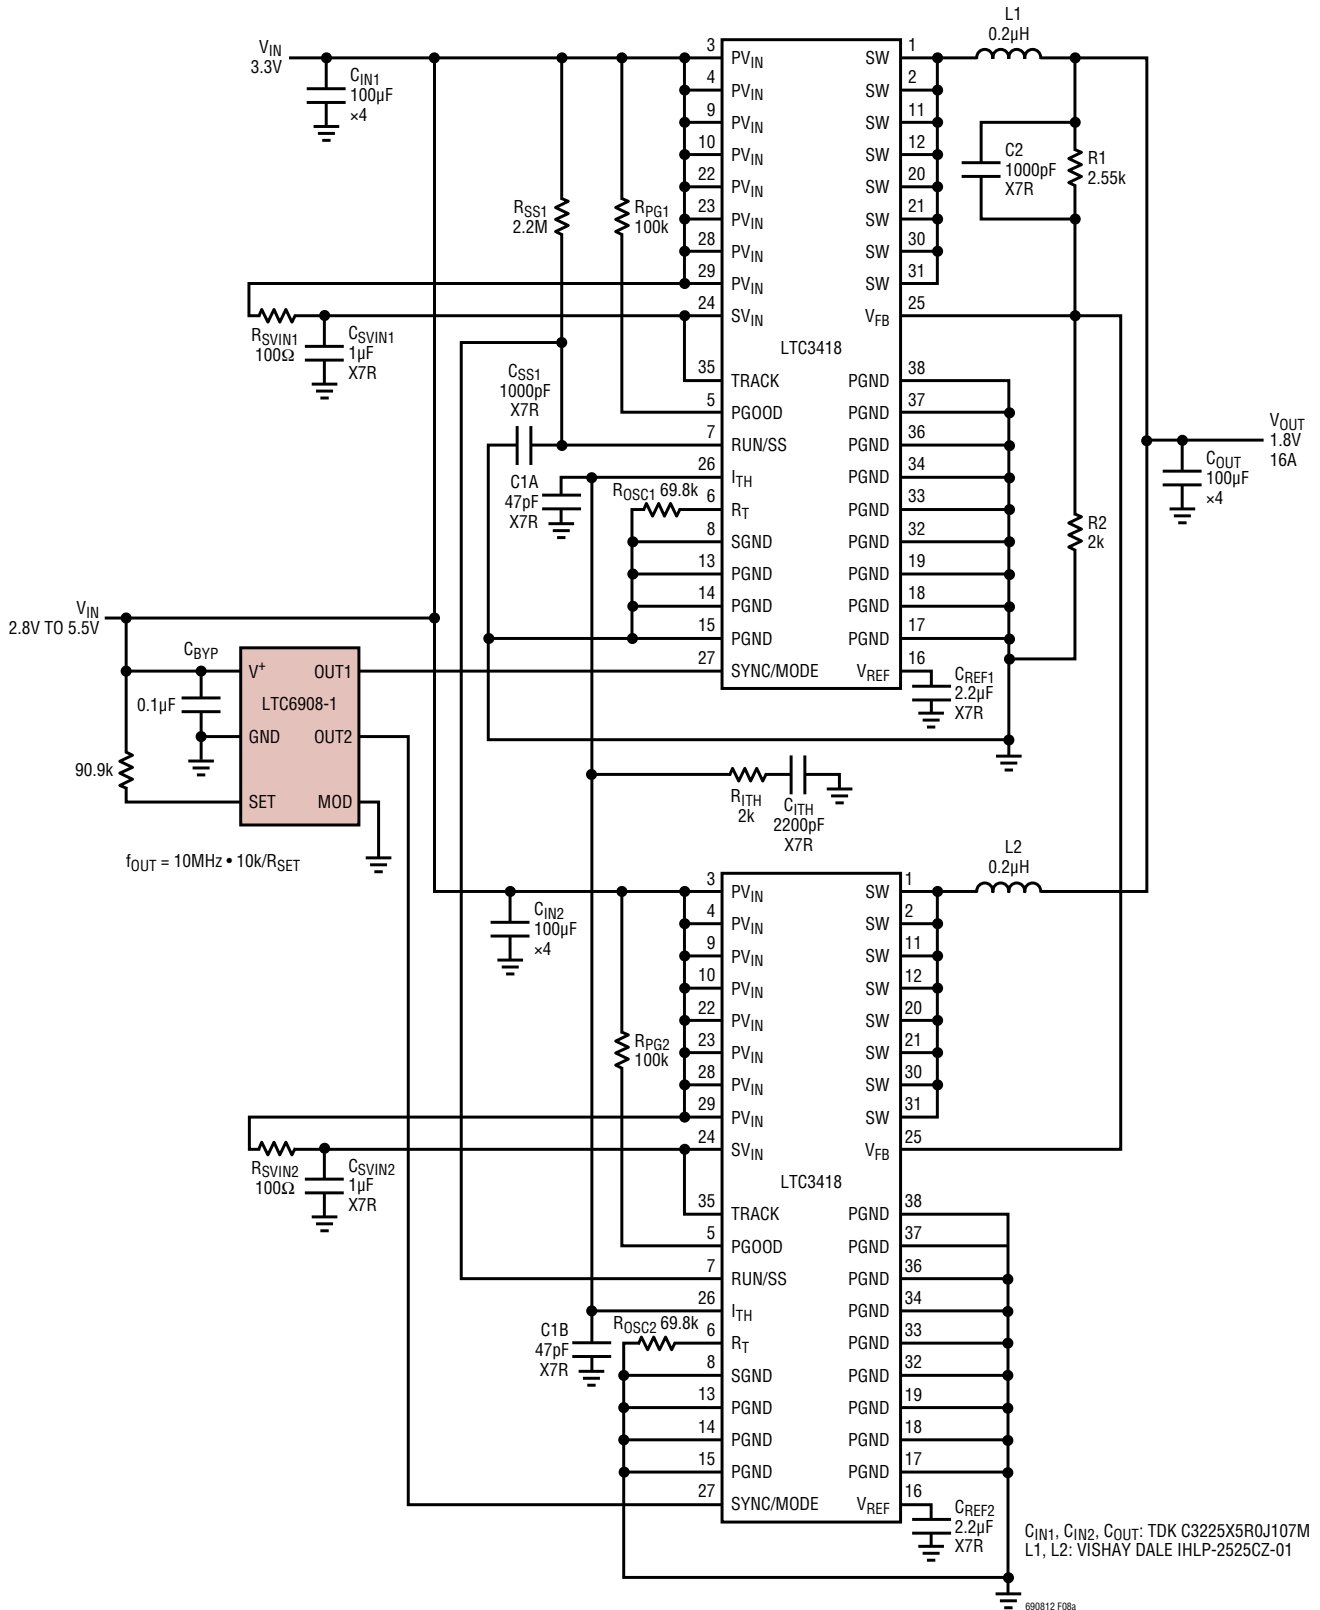 VIN
3.3V
CIN1
100µF
×4
RSS1
2.2M
RPG1
100k
RSVIN1
100Ω
CSVIN1
1µF
X7R
CSS1
1000pF
X7R
C1A
47pF
X7R
ROSC1 69.8k
3
4
9
10
22
23
28
29
24
35
5
7
26
6
8
13
14
15
27
PVIN
PVIN
PVIN
PVIN
PVIN
PVIN
PVIN
PVIN
SVIN
TRACK
PGOOD
RUN/SS
ITH
RT
SGND
PGND
PGND
PGND
SYNC/MODE
LTC3418
SW
SW
SW
SW
SW
SW
SW
SW
VFB
PGND
PGND
PGND
PGND
PGND
PGND
PGND
PGND
PGND
VREF
1
2
11
12
20
21
30
31
25
38
37
36
34
33
32
19
18
17
16
L1
0.2µH
C2
1000pF
X7R
R1
2.55k
R2
2k
VOUT
1.8V
16A
COUT
100µF
×4
CREF1
2.2µF
X7R
VIN
2.8V TO 5.5V
CBYP
0.1µF
90.9k
V+
OUT1
LTC6908-1
GND
OUT2
SET
MOD
fOUT = 10MHz • 10k/RSET
RITH
2k
CITH
2200pF
X7R
CIN2
100µF
×4
RPG2
100k
RSVIN2
100Ω
CSVIN2
1µF
X7R
C1B
47pF
X7R
ROSC2 69.8k
3
4
9
10
22
23
28
29
24
35
5
7
26
6
8
13
14
15
27
PVIN
PVIN
PVIN
PVIN
PVIN
PVIN
PVIN
PVIN
SVIN
TRACK
PGOOD
RUN/SS
ITH
RT
SGND
PGND
PGND
PGND
SYNC/MODE
LTC3418
SW
SW
SW
SW
SW
SW
SW
SW
VFB
PGND
PGND
PGND
PGND
PGND
PGND
PGND
PGND
PGND
VREF
1
2
11
12
20
21
30
31
25
38
37
36
34
33
32
19
18
17
16
L2
0.2µH
CREF2
2.2µF
X7R
CIN1, CIN2, COUT: TDK C3225X5R0J107M
L1, L2: VISHAY DALE IHLP-2525CZ-01
690812 F08a